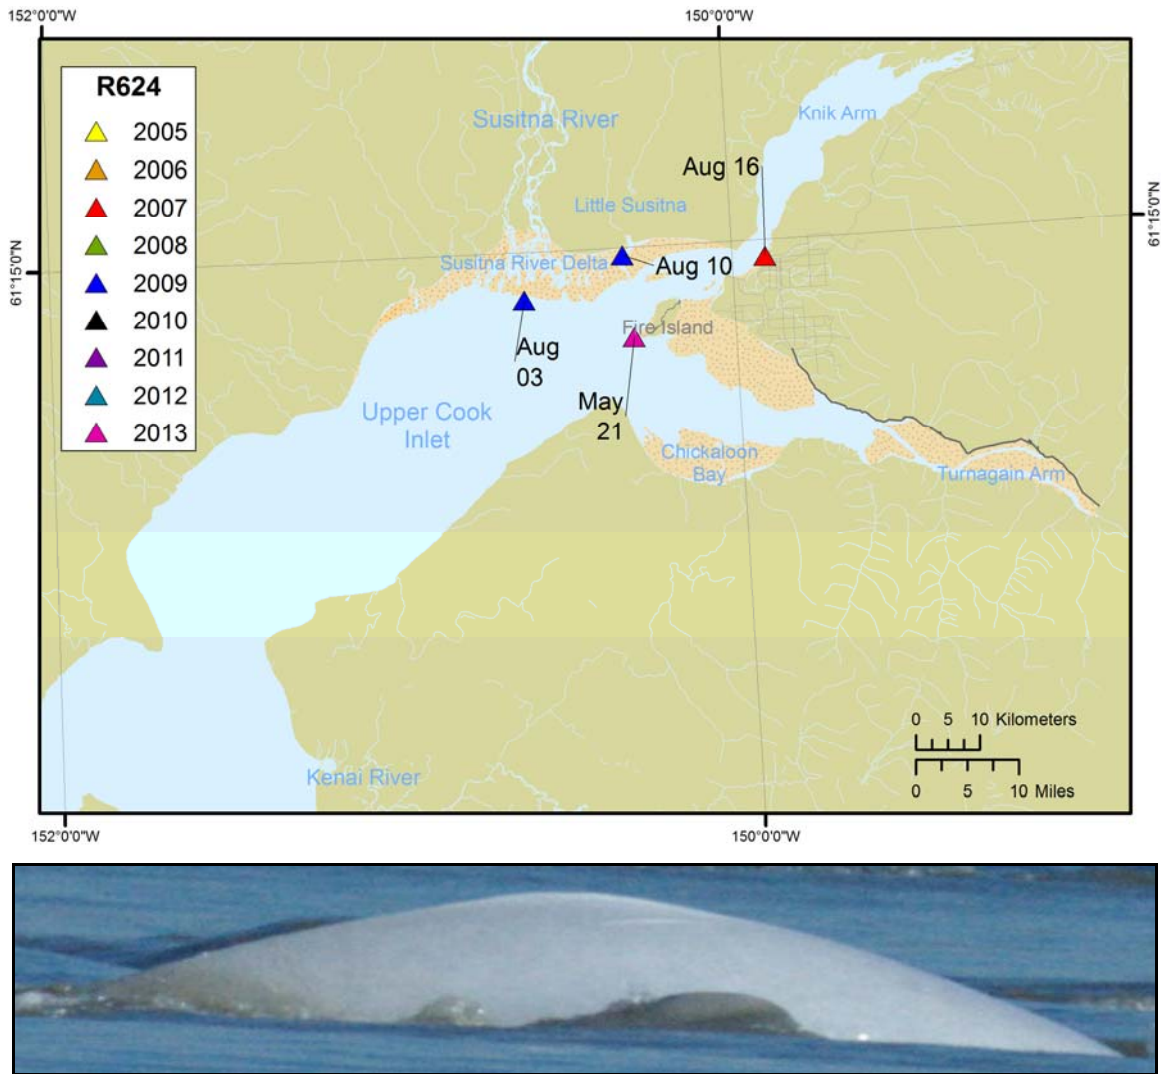 152°0'0"W
150°0'0"W
R624
2005
2006
2007
2008
2009
2010
2011
2012
2013
Susitna River
Knik Arm
Aug 16
Little Susitna
61°15'0"N
61°15'0"N
Susitna River Delta
Aug 10
Fire Island
Aug
03
May
21
Upper Cook
Inlet
Chickaloon
Bay
Turnagain Arm
0 5 10 Kilometers
0 5 10 Miles
Kenai River
152°0'0"W
150°0'0"W